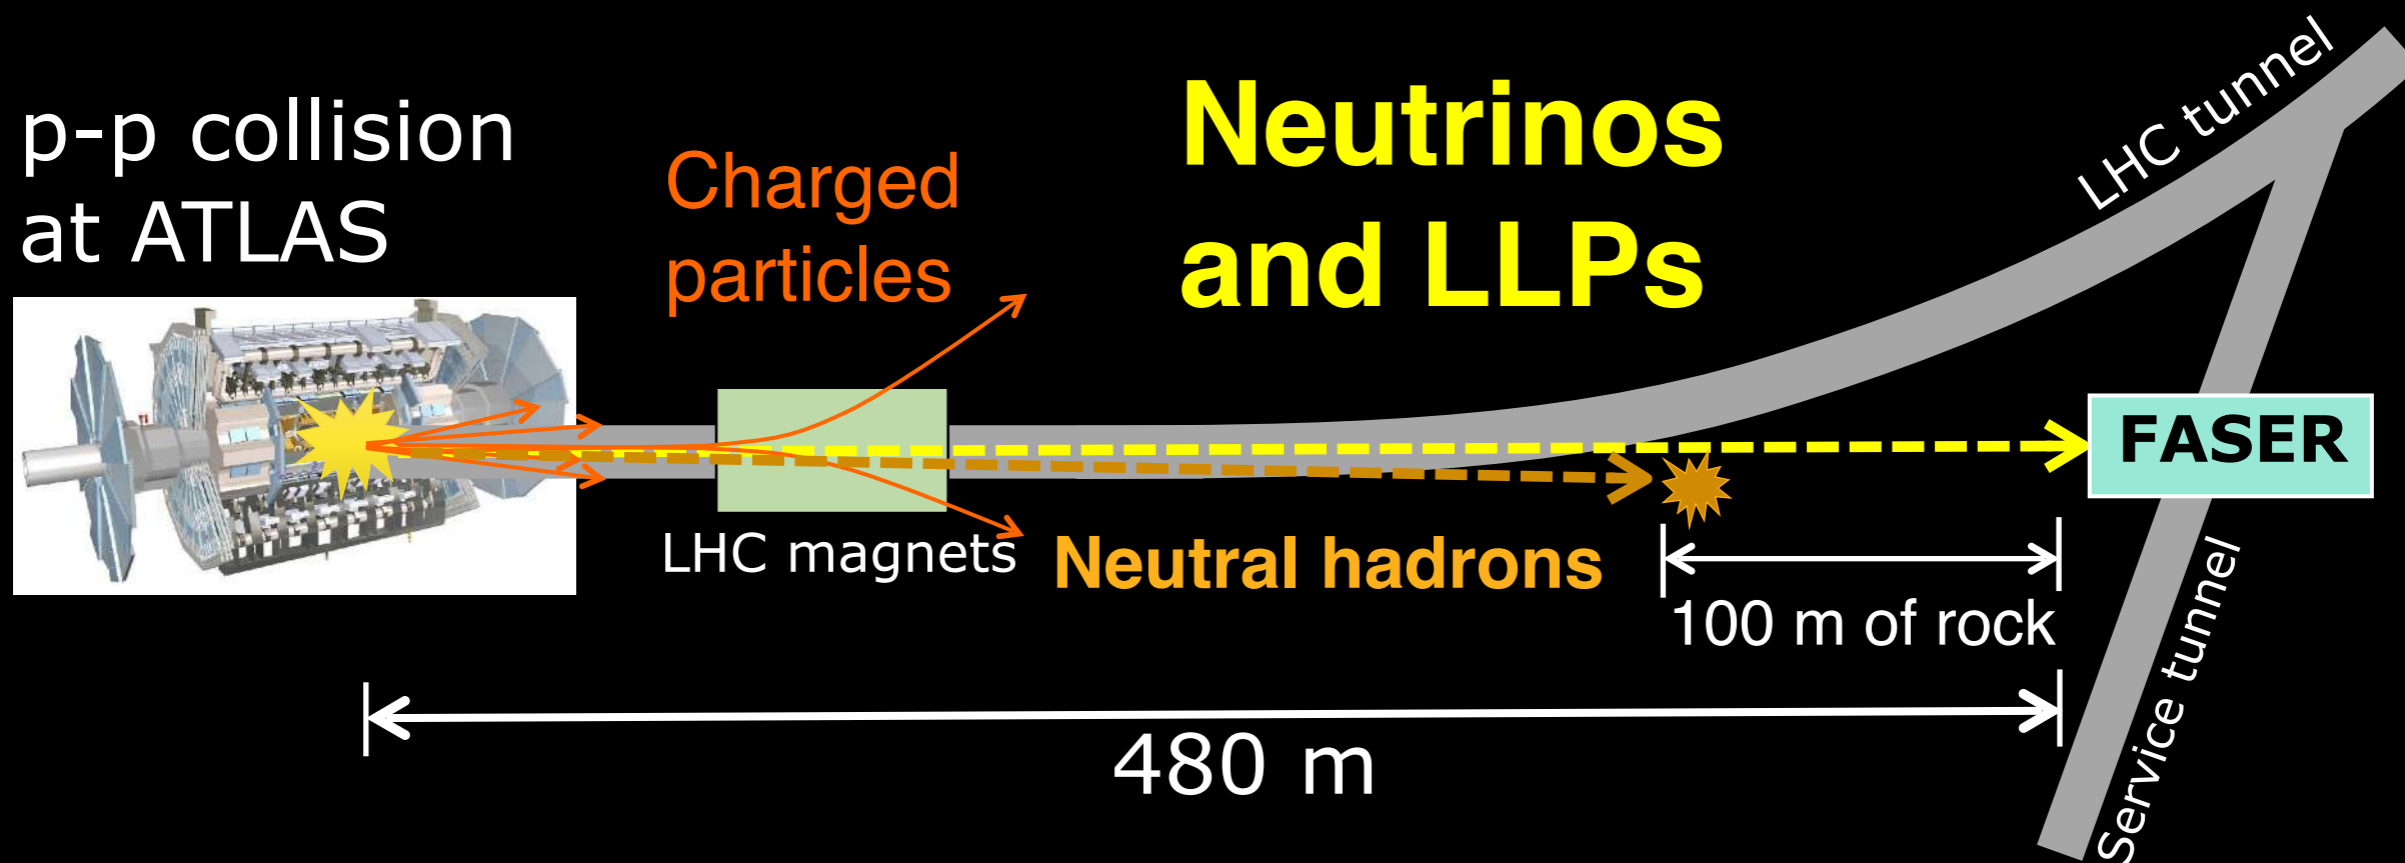 p-p collision
at ATLAS
Charged
particles
Neutrinos
and LLPs
LHC tunnel
FASER
LHC magnets
Neutral hadrons
100 m of rock
Service tunnel
480 m